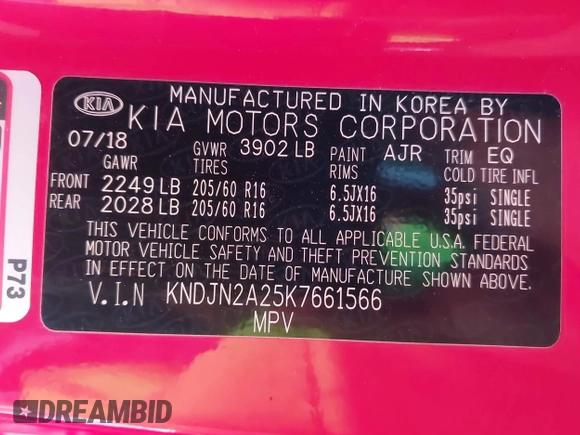 MANUFACTURED IN KOREA BY
KIA KIA MOTORS CORPORATION
07/18 GVWR 3902 LB PAINT AJR TRIM EQ
GAWR TIRES RIMS COLD TIRE INFL
FRONT 2249 LB 205/60 R16 6.5JX16 35psi SINGLE
REAR 2028 LB 205/60 R16 6.5JX16 35psi SINGLE
THIS VEHICLE CONFORMS TO ALL APPLICABLE U.S.A. FEDERAL
MOTOR VEHICLE SAFETY AND THEFT PREVENTION STANDARDS
IN EFFECT ON THE DATE OF MANUFACTURE SHOWN ABOVE.
V.I.N KNDJN2A25K7661566
MPV
P73
DREAMBID